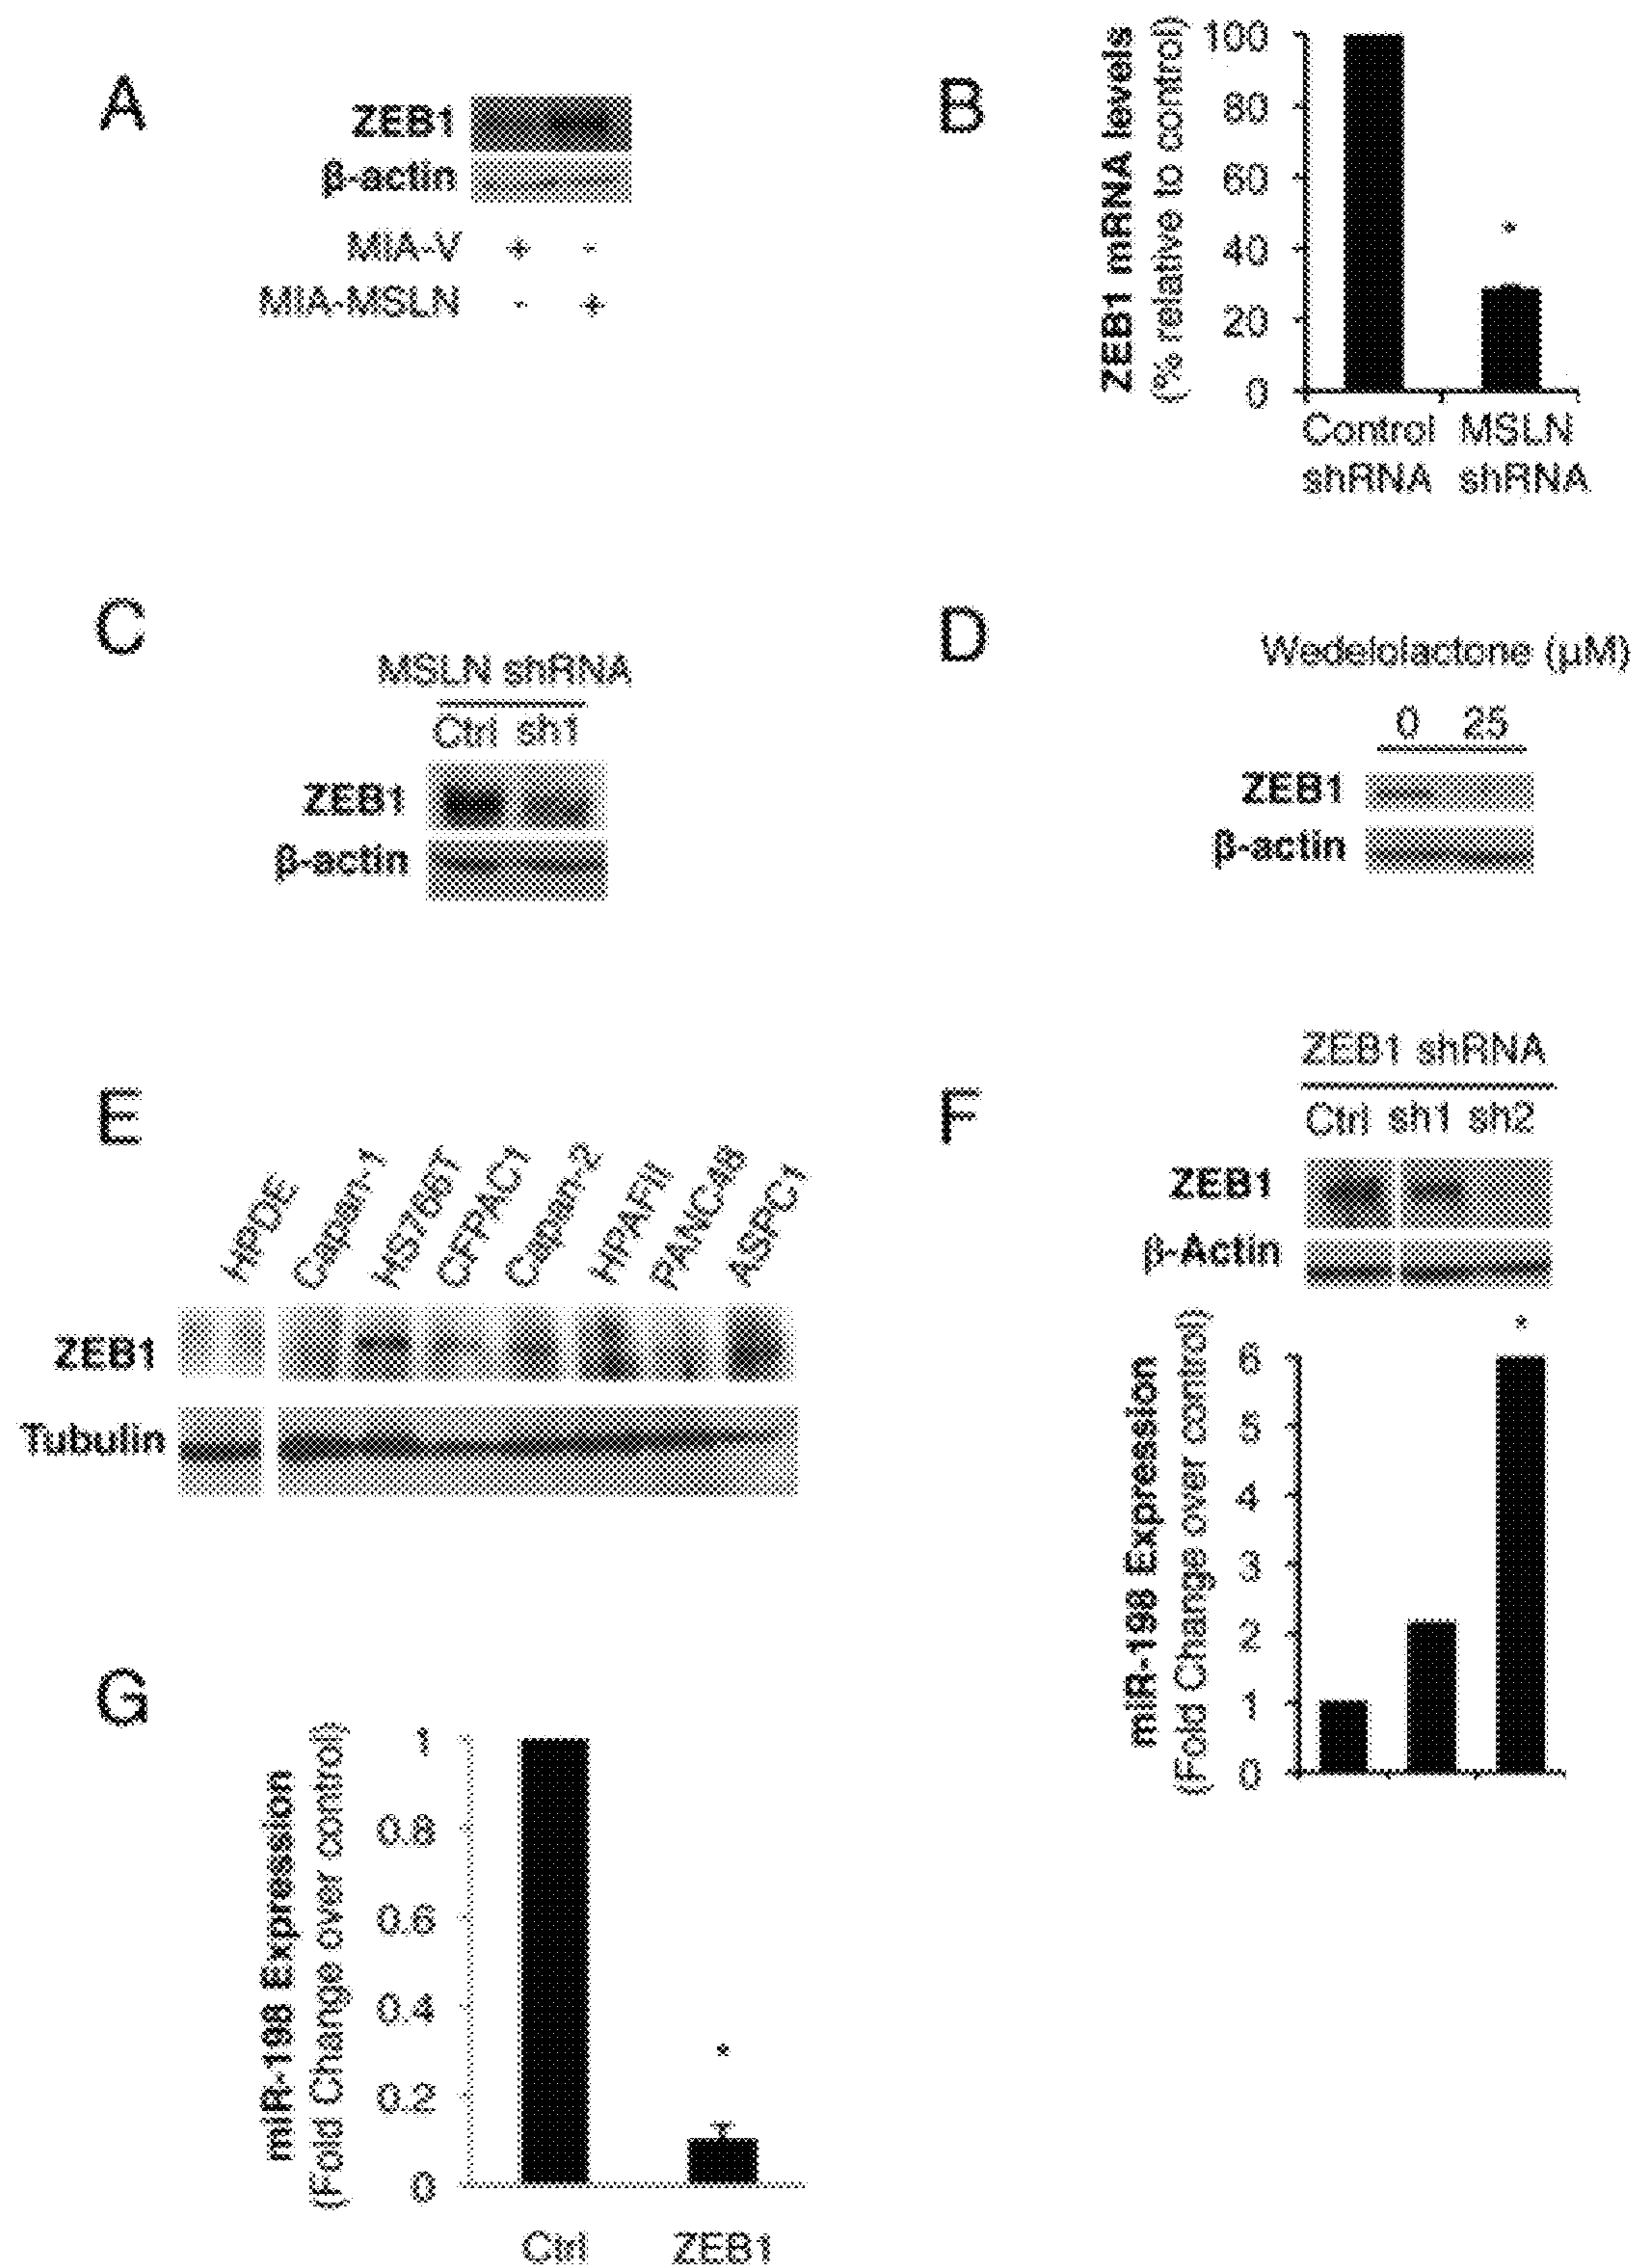 A
ZEB1
β-actin
MIA-V + -
MIA-MSLN - +
B
ZEB1 mRNA levels
(% relative to control)
100
80
60
40
20
0
*
Control MSLN
shRNA shRNA
C
MSLN shRNA
Ctrl sh1
ZEB1
β-actin
D
Wedelolactone (µM)
0 25
ZEB1
β-actin
E
HPDE
Capan-1
HS766T
CFPAC1
Capan-2
HPAFII
PANC48
ASPC1
ZEB1
Tubulin
F
ZEB1 shRNA
Ctrl sh1 sh2
ZEB1
β-Actin
miR-198 Expression
(Fold Change over control)
6
5
4
3
2
1
0
*
G
miR-198 Expression
(Fold Change over control)
1
0.8
0.6
0.4
0.2
0
*
Ctrl ZEB1